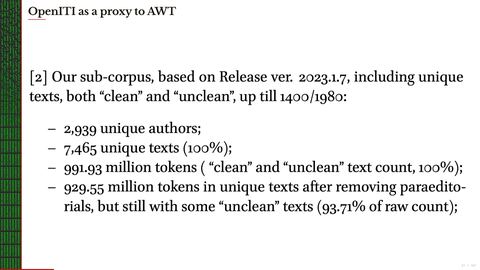 OpenITI as a proxy to AWT
[2] Our sub-corpus, based on Release ver. 2023.1.7, including unique
texts, both “clean” and “unclean”, up till 1400/1980:
– 2,939 unique authors;
– 7,465 unique texts (100%);
– 991.93 million tokens ( “clean” and “unclean” text count, 100%);
– 929.55 million tokens in unique texts after removing paraedito-
rials, but still with some “unclean” texts (93.71% of raw count);